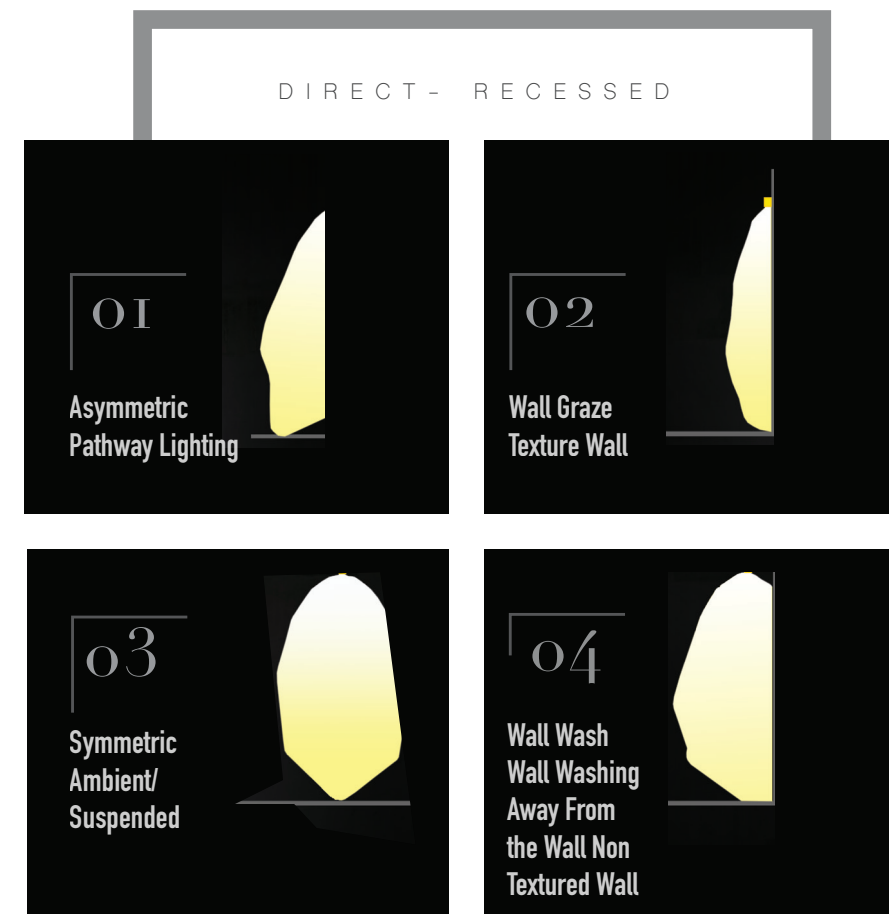 DIRECT– RECESSED
01
Asymmetric
Pathway Lighting
02
Wall Graze
Texture Wall
03
Symmetric
Ambient/
Suspended
04
Wall Wash
Wall Washing
Away From
the Wall Non
Textured Wall